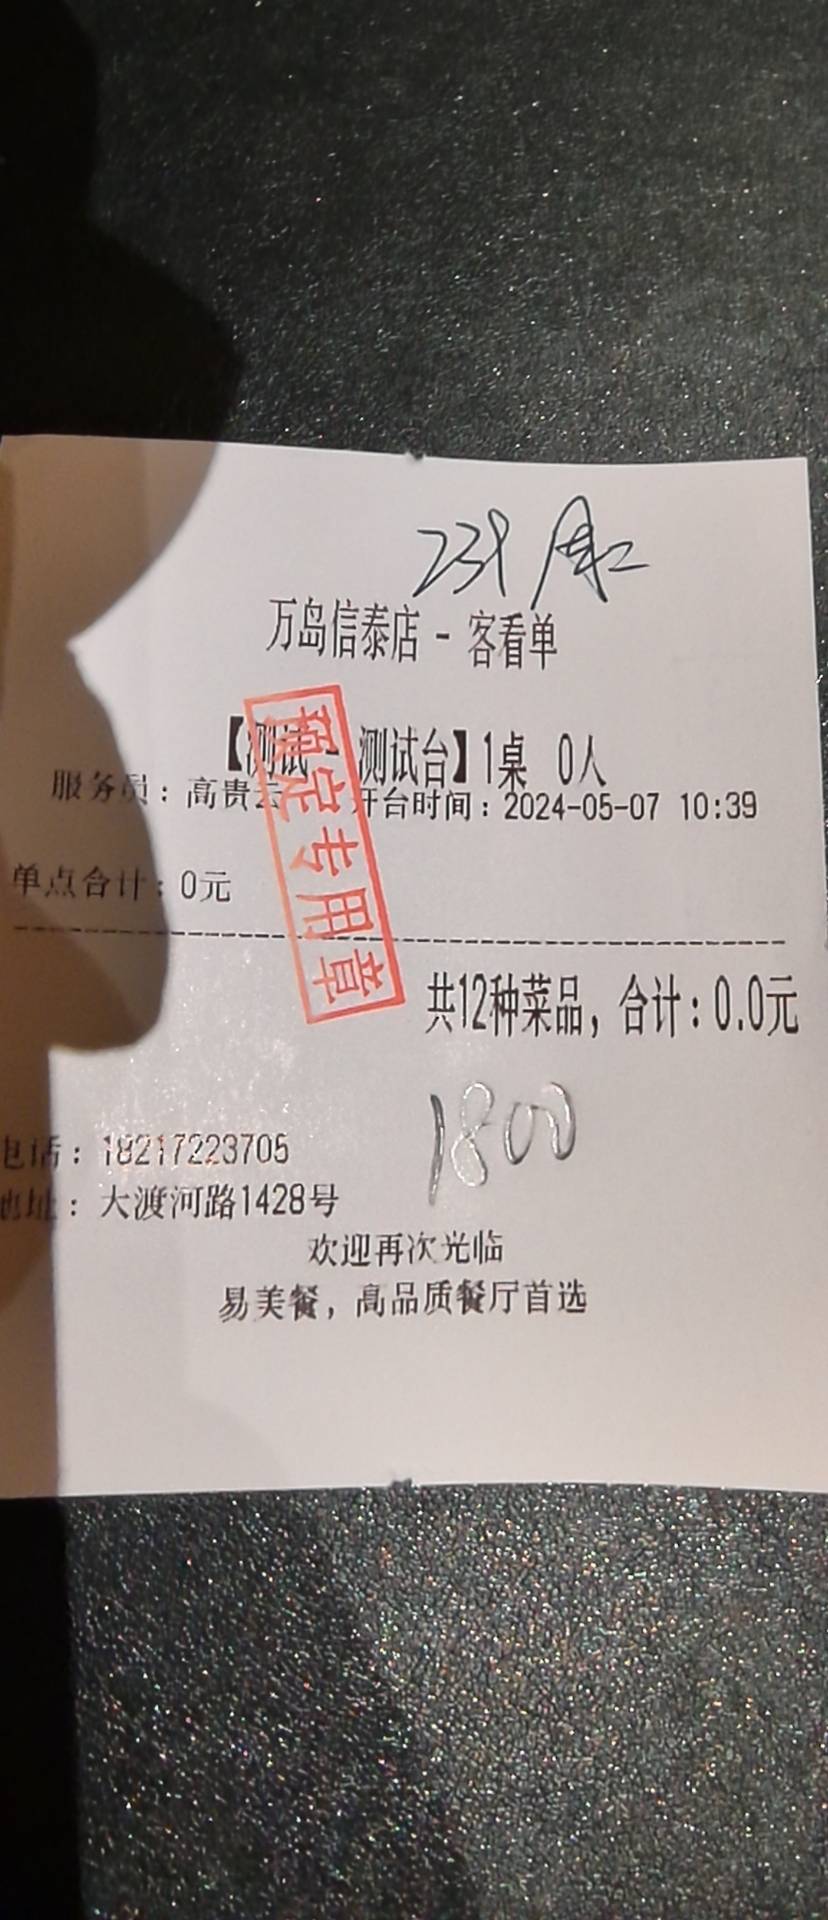 万岛信泰店 - 客看单
【测试 - 测试台】1桌 0人
服务员：高贵云 开台时间：2024-05-07 10:39
预定专用章
单点合计：0元
共12种菜品，合计：0.0元
1800
电话：18217223705
地址：大渡河路1428号
欢迎再次光临
易美餐，高品质餐厅首选